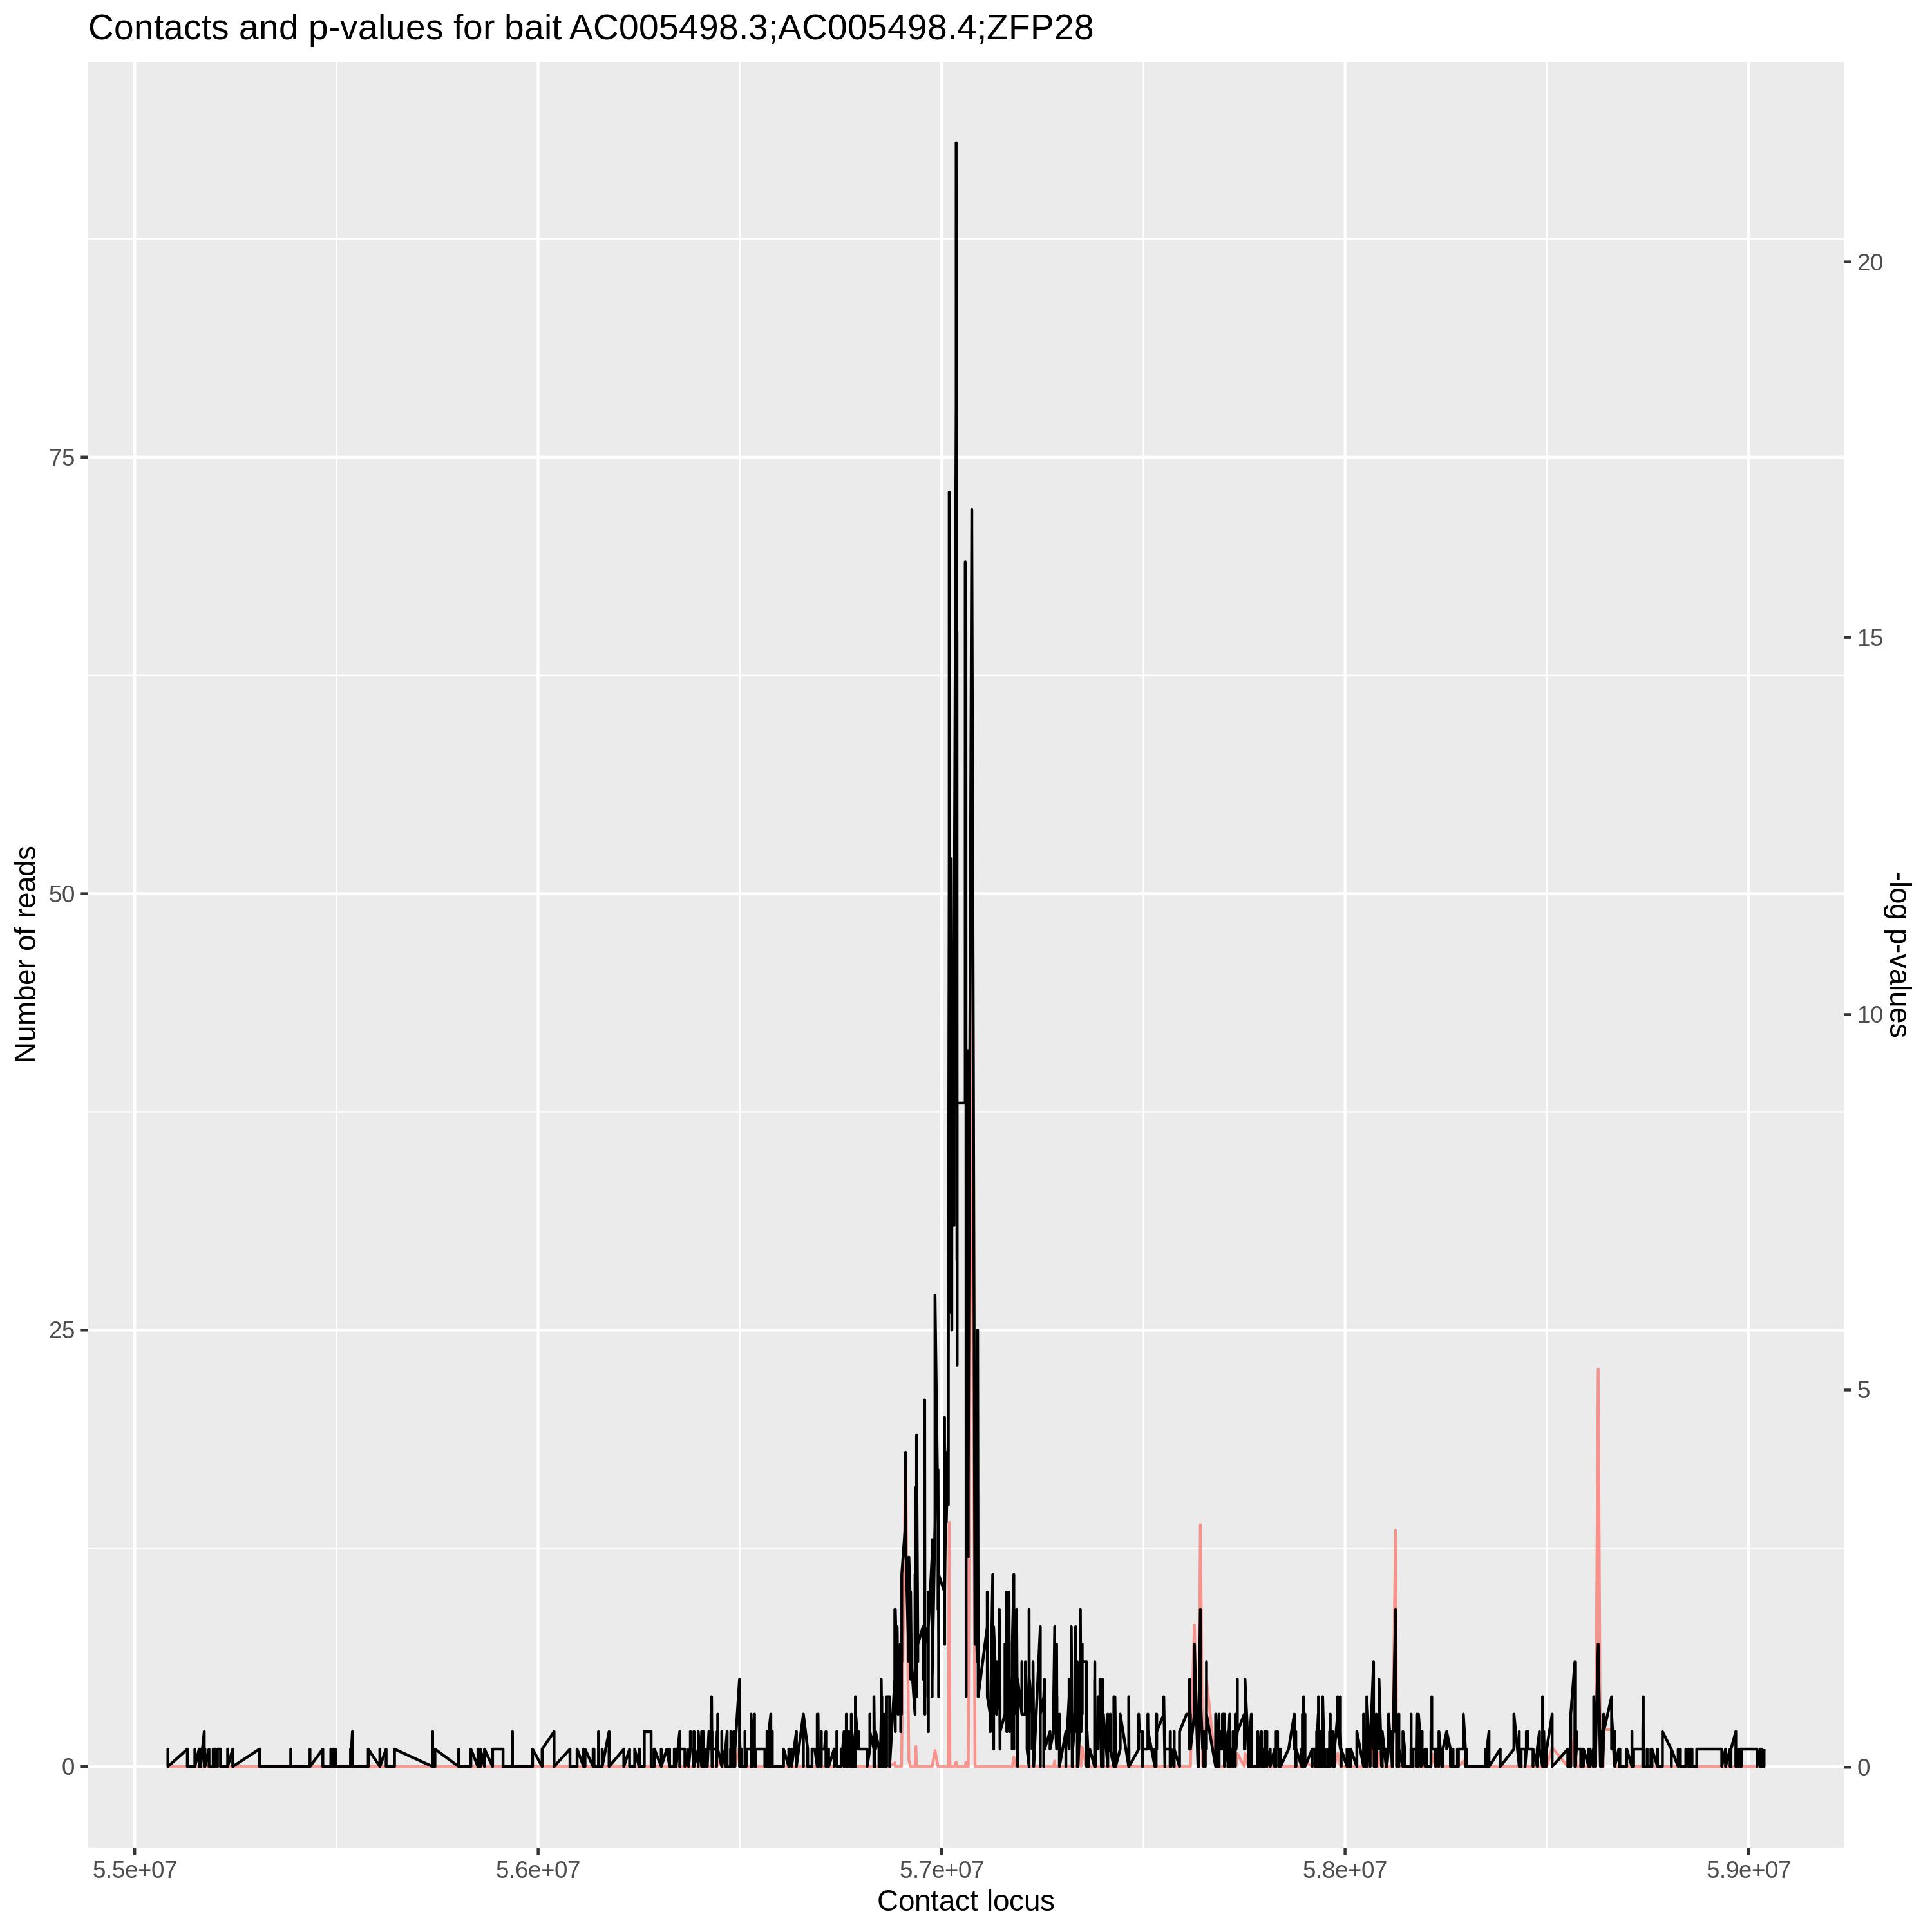 Contacts and p-values for bait AC005498.3;AC005498.4;ZFP28
Number of reads
75
50
25
0
20
15
10
5
0
-log p-values
5.5e+07 5.6e+07 5.7e+07 5.8e+07 5.9e+07
Contact locus